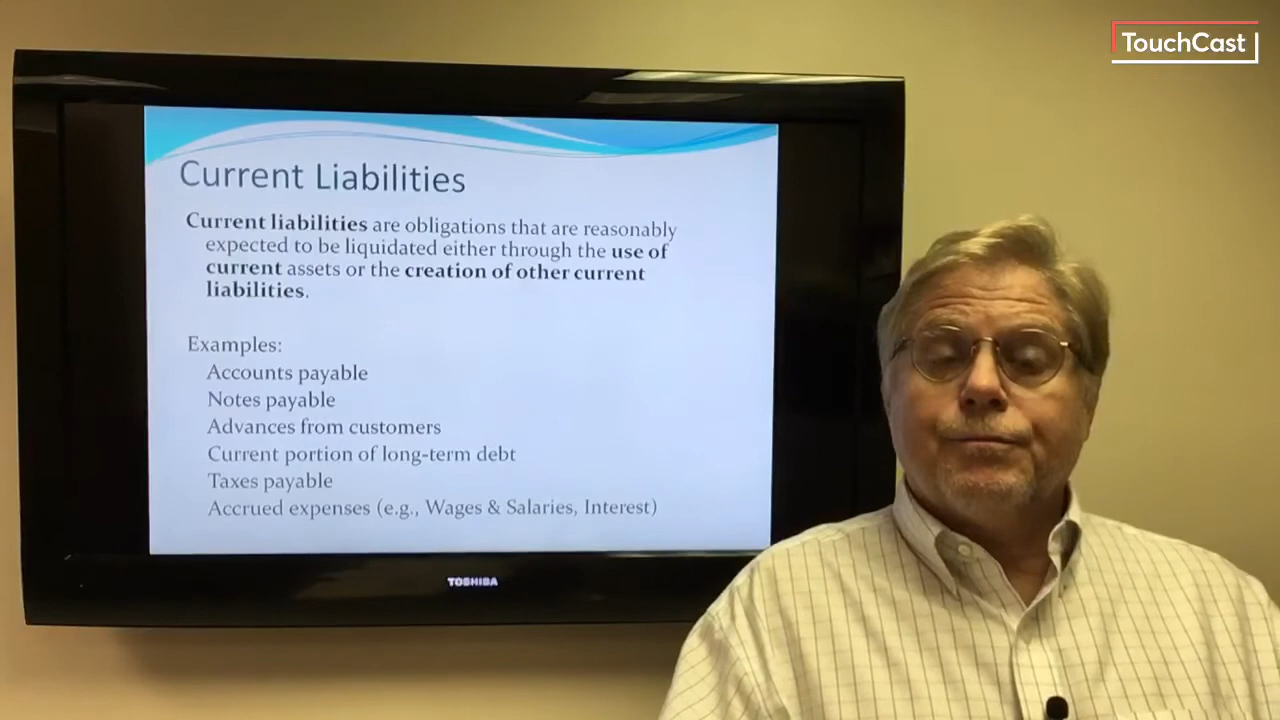 TouchCast
Current Liabilities
Current liabilities are obligations that are reasonably
expected to be liquidated either through the use of
current assets or the creation of other current
liabilities.
Examples:
Accounts payable
Notes payable
Advances from customers
Current portion of long-term debt
Taxes payable
Accrued expenses (e.g., Wages & Salaries, Interest)
TOSHIBA